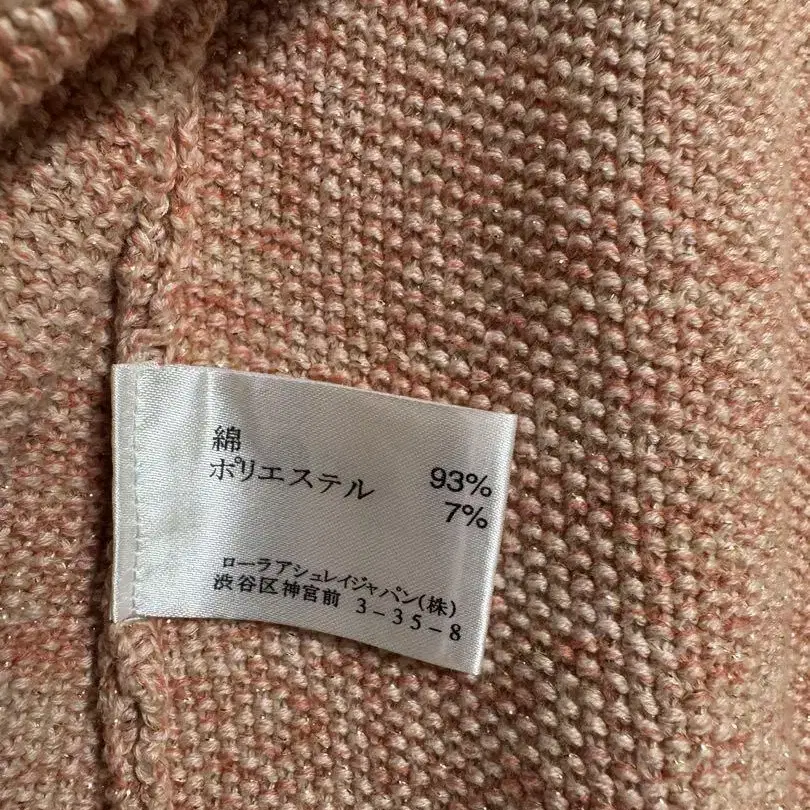 綿 93%
ポリエステル 7%
ローラアシュレイジャパン(株)
渋谷区神宮前 3-35-8